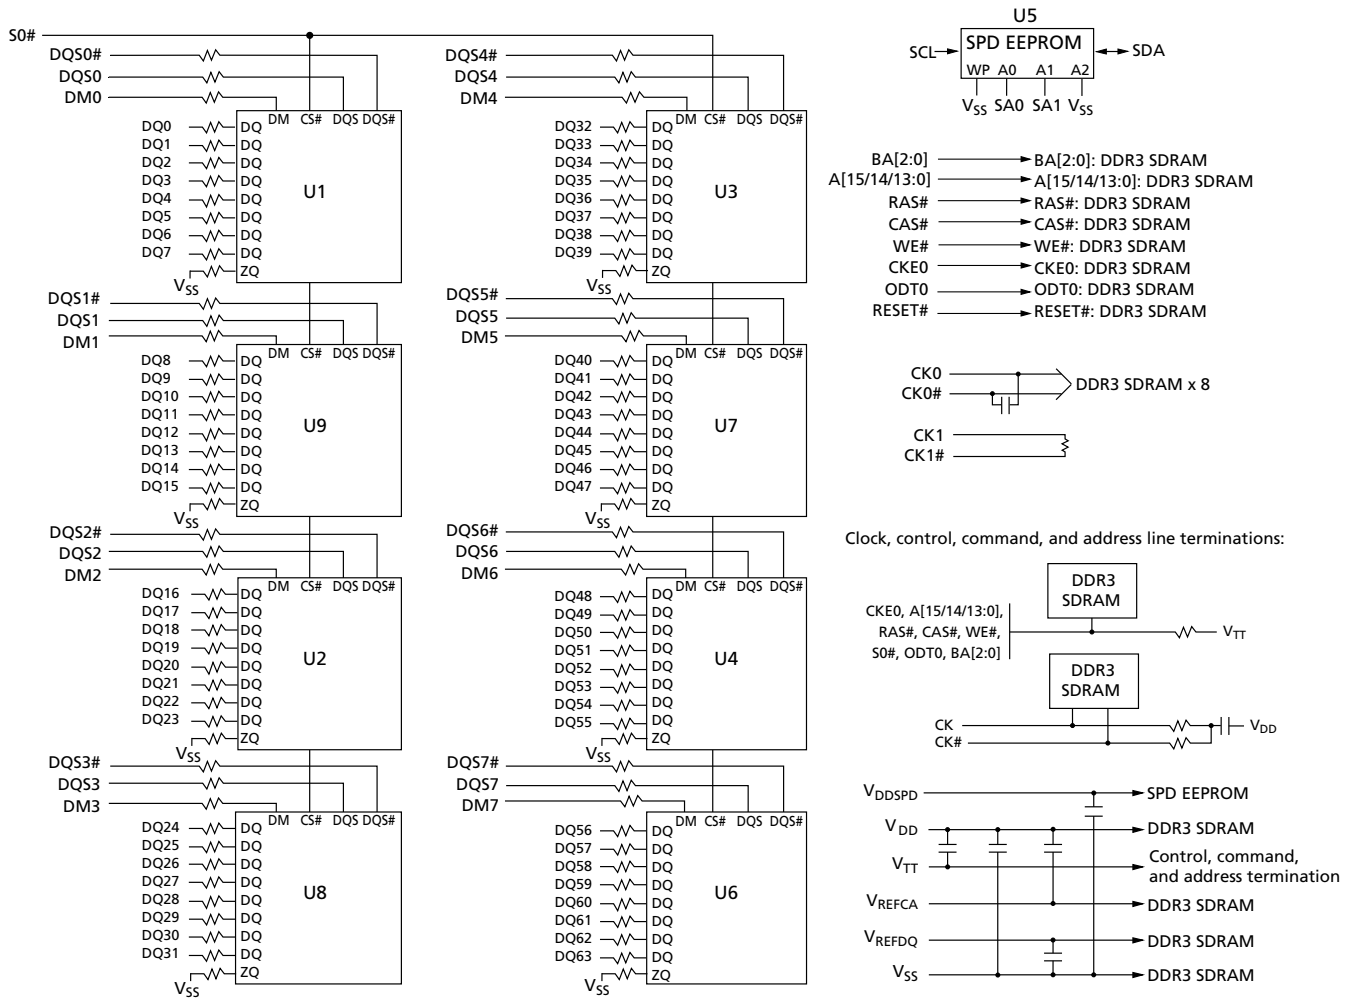 S0#
DQS0#
DQS0
DM0
DM CS# DQS DQS#
DQ0 DQ
DQ1 DQ
DQ2 DQ
DQ3 DQ
DQ4 DQ
DQ5 DQ
DQ6 DQ
DQ7 DQ
VSS ZQ
U1
DQS1#
DQS1
DM1
DM CS# DQS DQS#
DQ8 DQ
DQ9 DQ
DQ10 DQ
DQ11 DQ
DQ12 DQ
DQ13 DQ
DQ14 DQ
DQ15 DQ
VSS ZQ
U9
DQS2#
DQS2
DM2
DM CS# DQS DQS#
DQ16 DQ
DQ17 DQ
DQ18 DQ
DQ19 DQ
DQ20 DQ
DQ21 DQ
DQ22 DQ
DQ23 DQ
VSS ZQ
U2
DQS3#
DQS3
DM3
DM CS# DQS DQS#
DQ24 DQ
DQ25 DQ
DQ26 DQ
DQ27 DQ
DQ28 DQ
DQ29 DQ
DQ30 DQ
DQ31 DQ
VSS ZQ
U8
DQS4#
DQS4
DM4
DM CS# DQS DQS#
DQ32 DQ
DQ33 DQ
DQ34 DQ
DQ35 DQ
DQ36 DQ
DQ37 DQ
DQ38 DQ
DQ39 DQ
VSS ZQ
U3
DQS5#
DQS5
DM5
DM CS# DQS DQS#
DQ40 DQ
DQ41 DQ
DQ42 DQ
DQ43 DQ
DQ44 DQ
DQ45 DQ
DQ46 DQ
DQ47 DQ
VSS ZQ
U7
DQS6#
DQS6
DM6
DM CS# DQS DQS#
DQ48 DQ
DQ49 DQ
DQ50 DQ
DQ51 DQ
DQ52 DQ
DQ53 DQ
DQ54 DQ
DQ55 DQ
VSS ZQ
U4
DQS7#
DQS7
DM7
DM CS# DQS DQS#
DQ56 DQ
DQ57 DQ
DQ58 DQ
DQ59 DQ
DQ60 DQ
DQ61 DQ
DQ62 DQ
DQ63 DQ
VSS ZQ
U6
U5
SCL SPD EEPROM SDA
WP A0 A1 A2
VSS SA0 SA1 VSS
BA[2:0] BA[2:0]: DDR3 SDRAM
A[15/14/13:0] A[15/14/13:0]: DDR3 SDRAM
RAS# RAS#: DDR3 SDRAM
CAS# CAS#: DDR3 SDRAM
WE# WE#: DDR3 SDRAM
CKE0 CKE0: DDR3 SDRAM
ODT0 ODT0: DDR3 SDRAM
RESET# RESET#: DDR3 SDRAM
CK0
CK0#
DDR3 SDRAM x 8
CK1
CK1#
Clock, control, command, and address line terminations:
DDR3
SDRAM
CKE0, A[15/14/13:0],
RAS#, CAS#, WE#,
S0#, ODT0, BA[2:0]
VTT
DDR3
SDRAM
CK
CK#
VDD
VDDSPD SPD EEPROM
VDD DDR3 SDRAM
VTT Control, command,
and address termination
VREFCA DDR3 SDRAM
VREFDQ DDR3 SDRAM
VSS DDR3 SDRAM